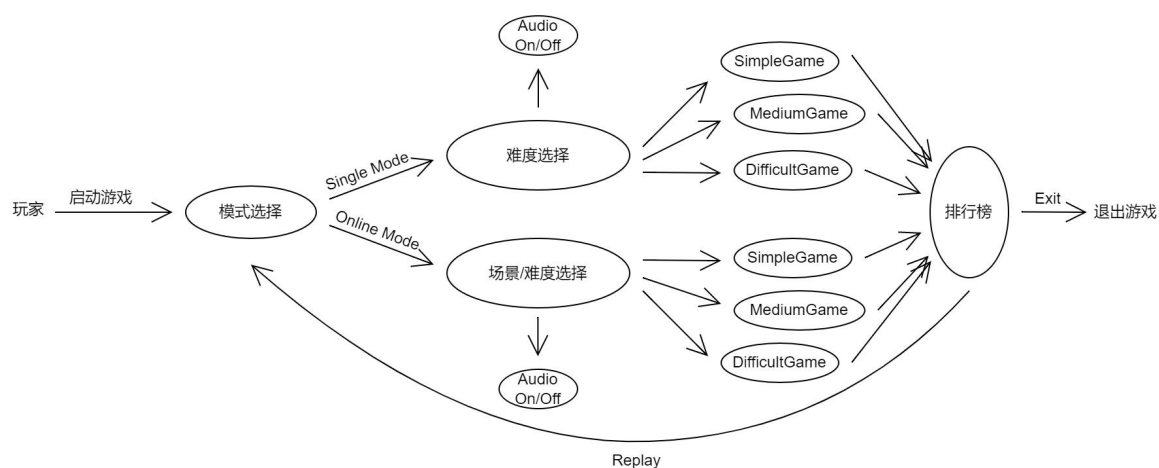 Audio
On/Off
SimpleGame
MediumGame
难度选择
Single Mode
DifficultGame
玩家
启动游戏
模式选择
排行榜
Exit
退出游戏
Online Mode
SimpleGame
场景/难度选择
MediumGame
DifficultGame
Audio
On/Off
Replay